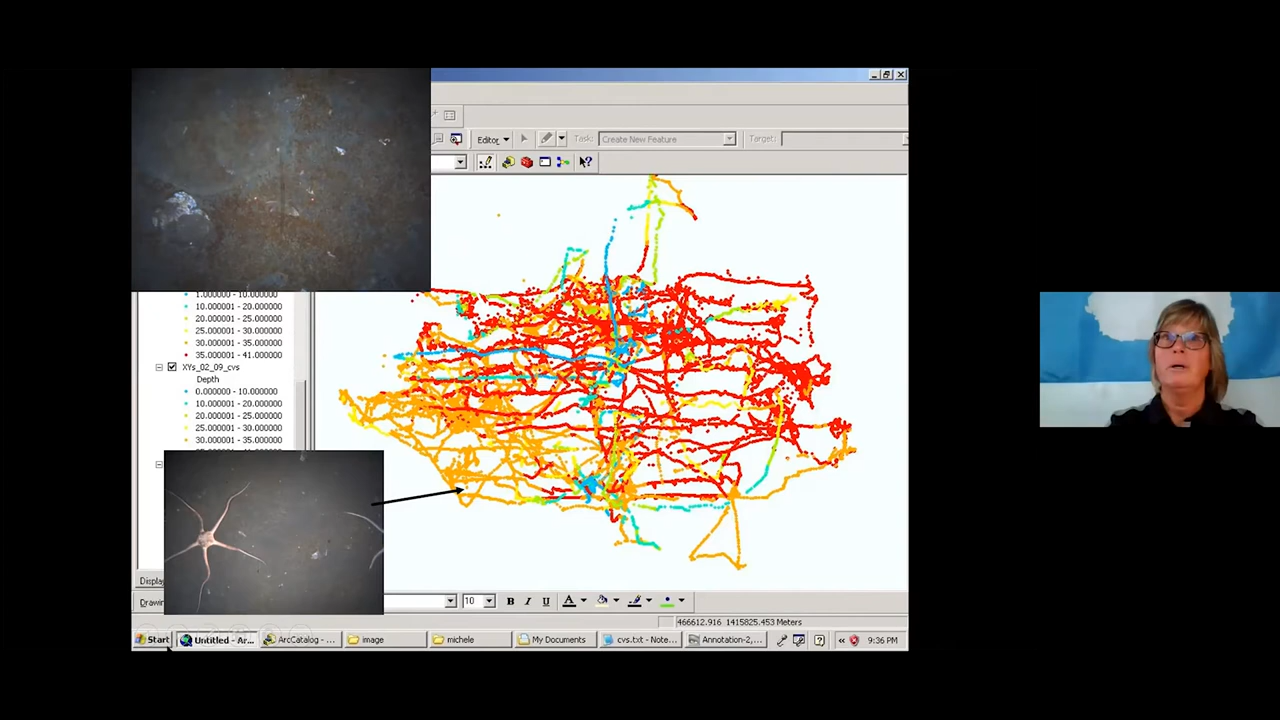 Editor
Task:
Create New Feature
Target:
1.000000 - 10.000000
10.000001 - 20.000000
20.000001 - 25.000000
25.000001 - 30.000000
30.000001 - 35.000000
35.000001 - 41.000000
XYs_02_09_cvs
Depth
0.000000 - 10.000000
10.000001 - 20.000000
20.000001 - 25.000000
25.000001 - 30.000000
30.000001 - 35.000000
Display
Drawin
10
B I U A
466612.916 1415825.453 Meters
Start
Untitled - Ar...
ArcCatalog - ...
image
michele
My Documents
cvs.txt - Note...
Annotation-2,...
9:36 PM